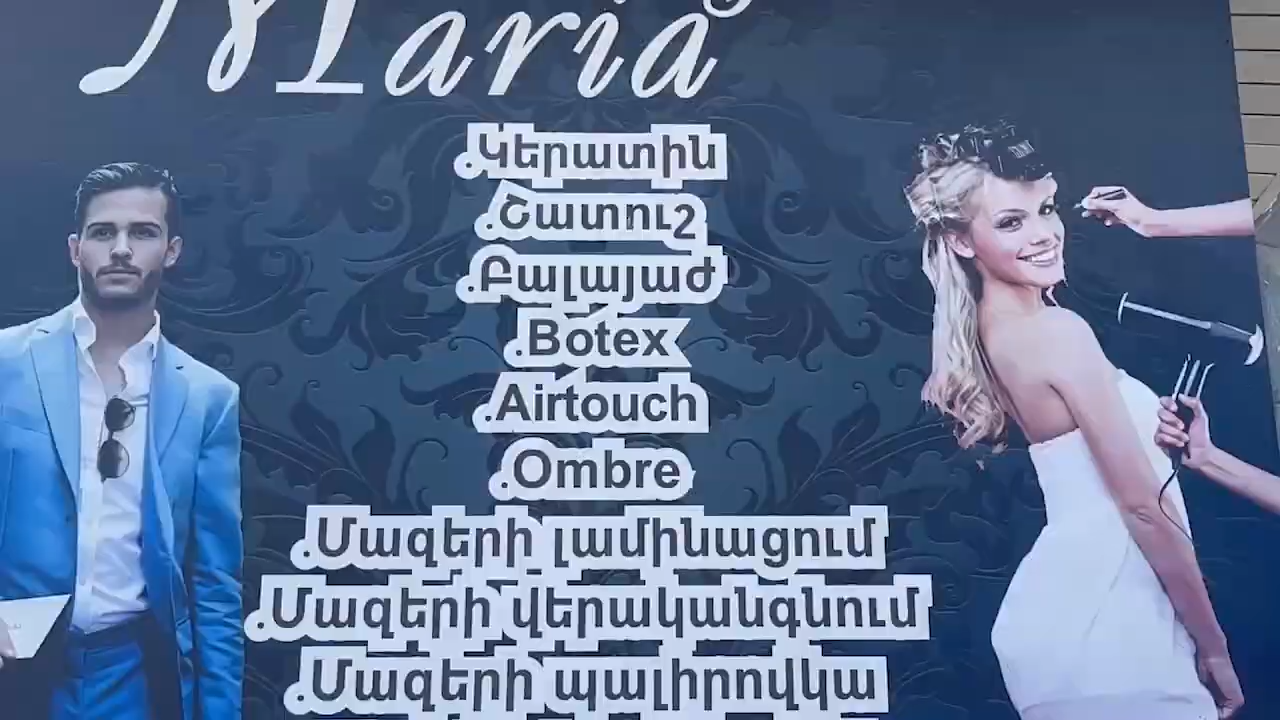 Maria
.Կերատին
.Շատուշ
.Բալայաժ
.Botex
.Airtouch
.Ombre
.Մազերի լամինացում
.Մազերի վերականգնում
.Մազերի պալիրովկա